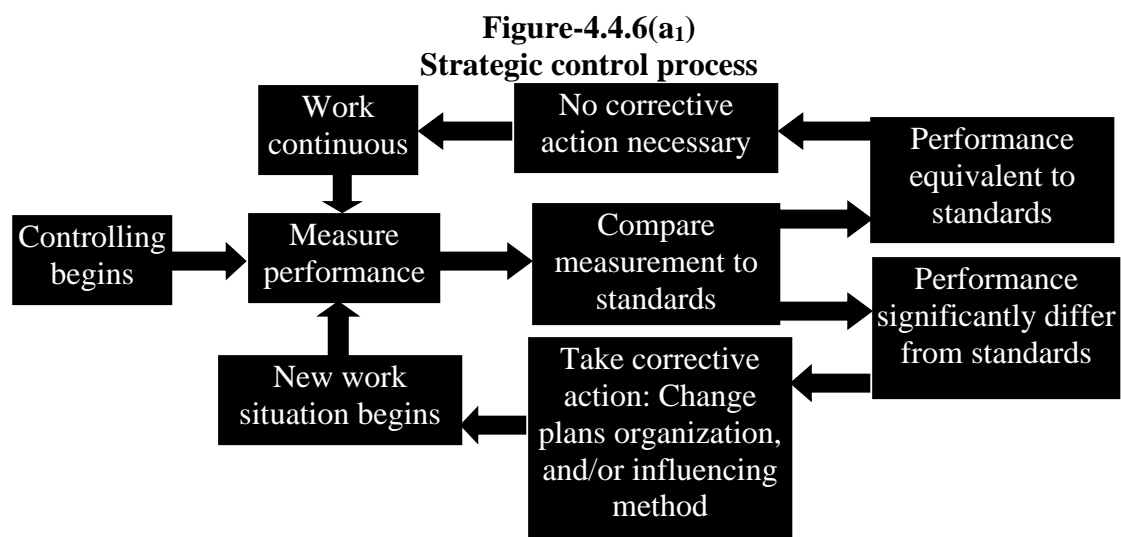 Figure-4.4.6(a₁)
Strategic control process
Work
continuous
No corrective
action necessary
Performance
equivalent to
standards
Controlling
begins
Measure
performance
Compare
measurement to
standards
Performance
significantly differ
from standards
New work
situation begins
Take corrective
action: Change
plans organization,
and/or influencing
method